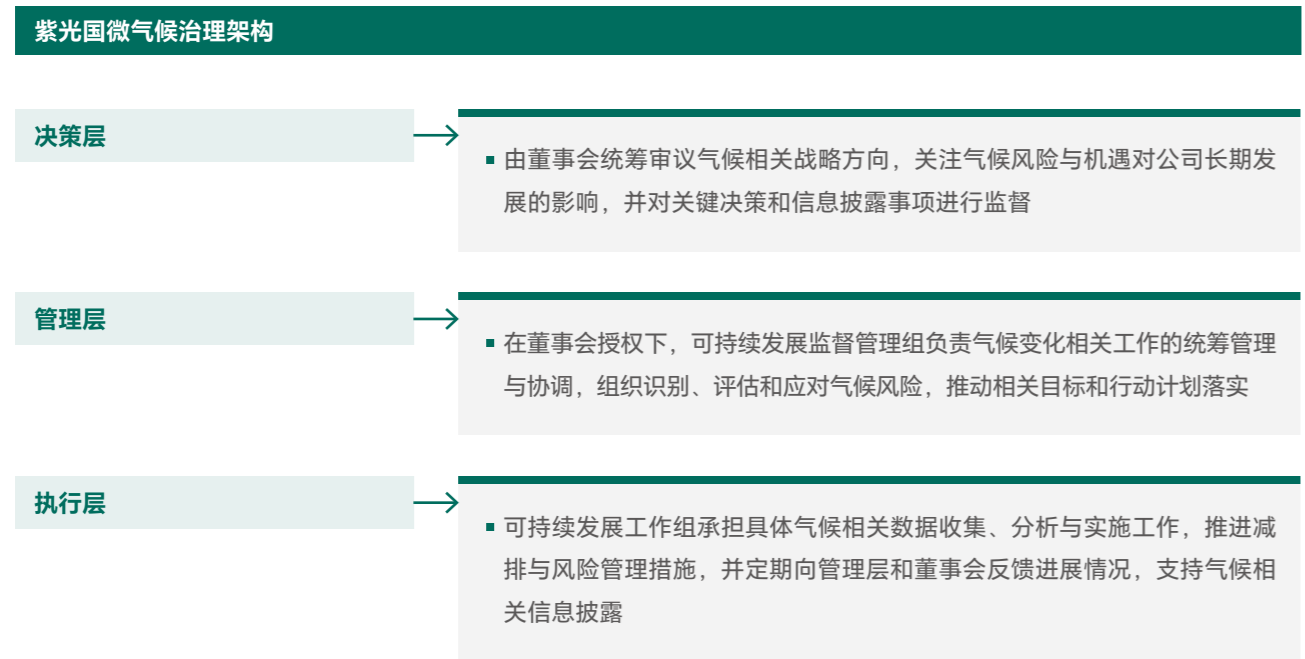 紫光国微气候治理架构
决策层
由董事会统筹审议气候相关战略方向，关注气候风险与机遇对公司长期发
展的影响，并对关键决策和信息披露事项进行监督
管理层
在董事会授权下，可持续发展监督管理组负责气候变化相关工作的统筹管理
与协调，组织识别、评估和应对气候风险，推动相关目标和行动计划落实
执行层
可持续发展工作组承担具体气候相关数据收集、分析与实施工作，推进减
排与风险管理措施，并定期向管理层和董事会反馈进展情况，支持气候相
关信息披露